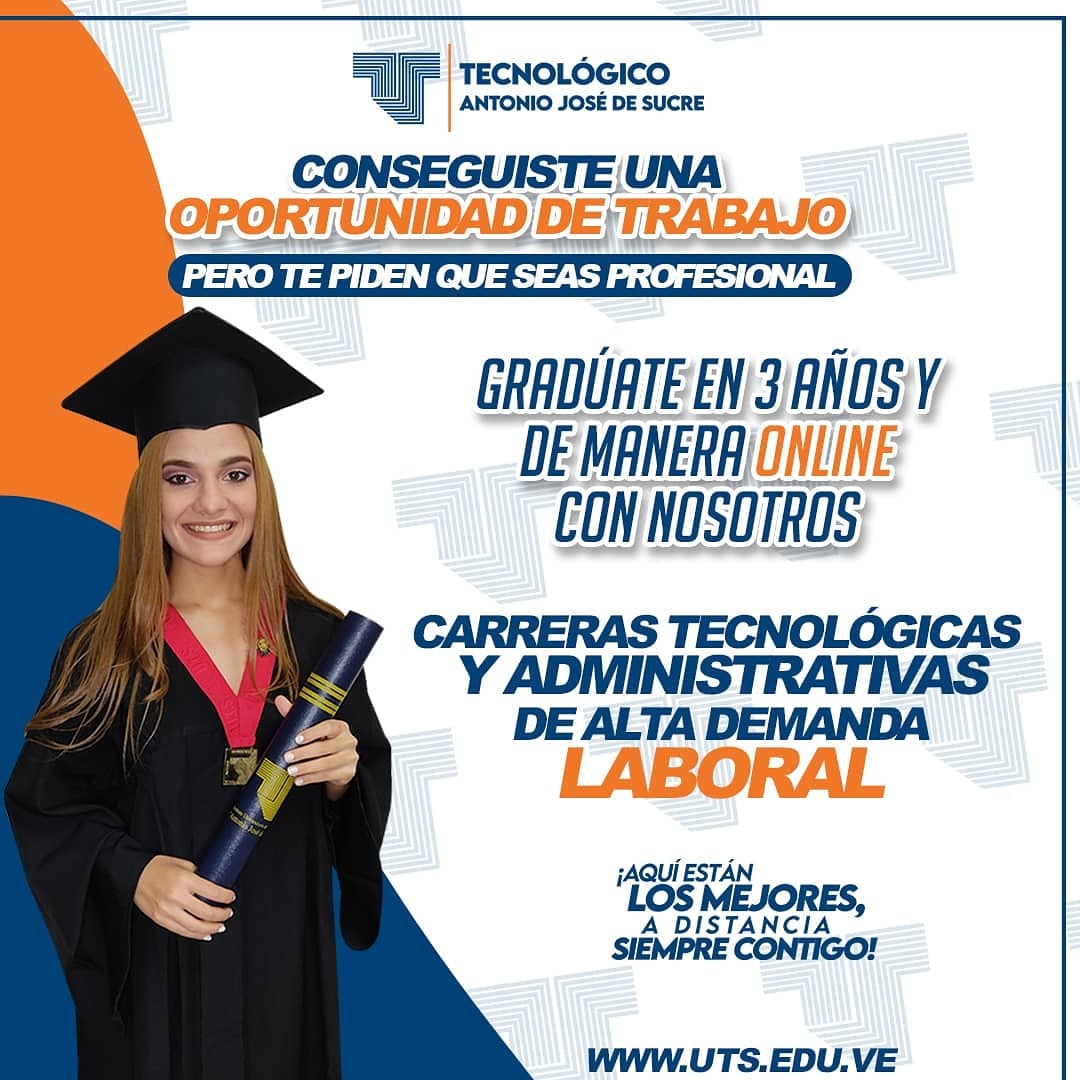 TECNOLÓGICO
ANTONIO JOSÉ DE SUCRE
CONSEGUISTE UNA
OPORTUNIDAD DE TRABAJO
PERO TE PIDEN QUE SEAS PROFESIONAL
GRADÚATE EN 3 AÑOS Y
DE MANERA ONLINE
CON NOSOTROS
CARRERAS TECNOLÓGICAS
Y ADMINISTRATIVAS
DE ALTA DEMANDA
LABORAL
¡AQUÍ ESTÁN
LOS MEJORES,
A DISTANCIA
SIEMPRE CONTIGO!
WWW.UTS.EDU.VE